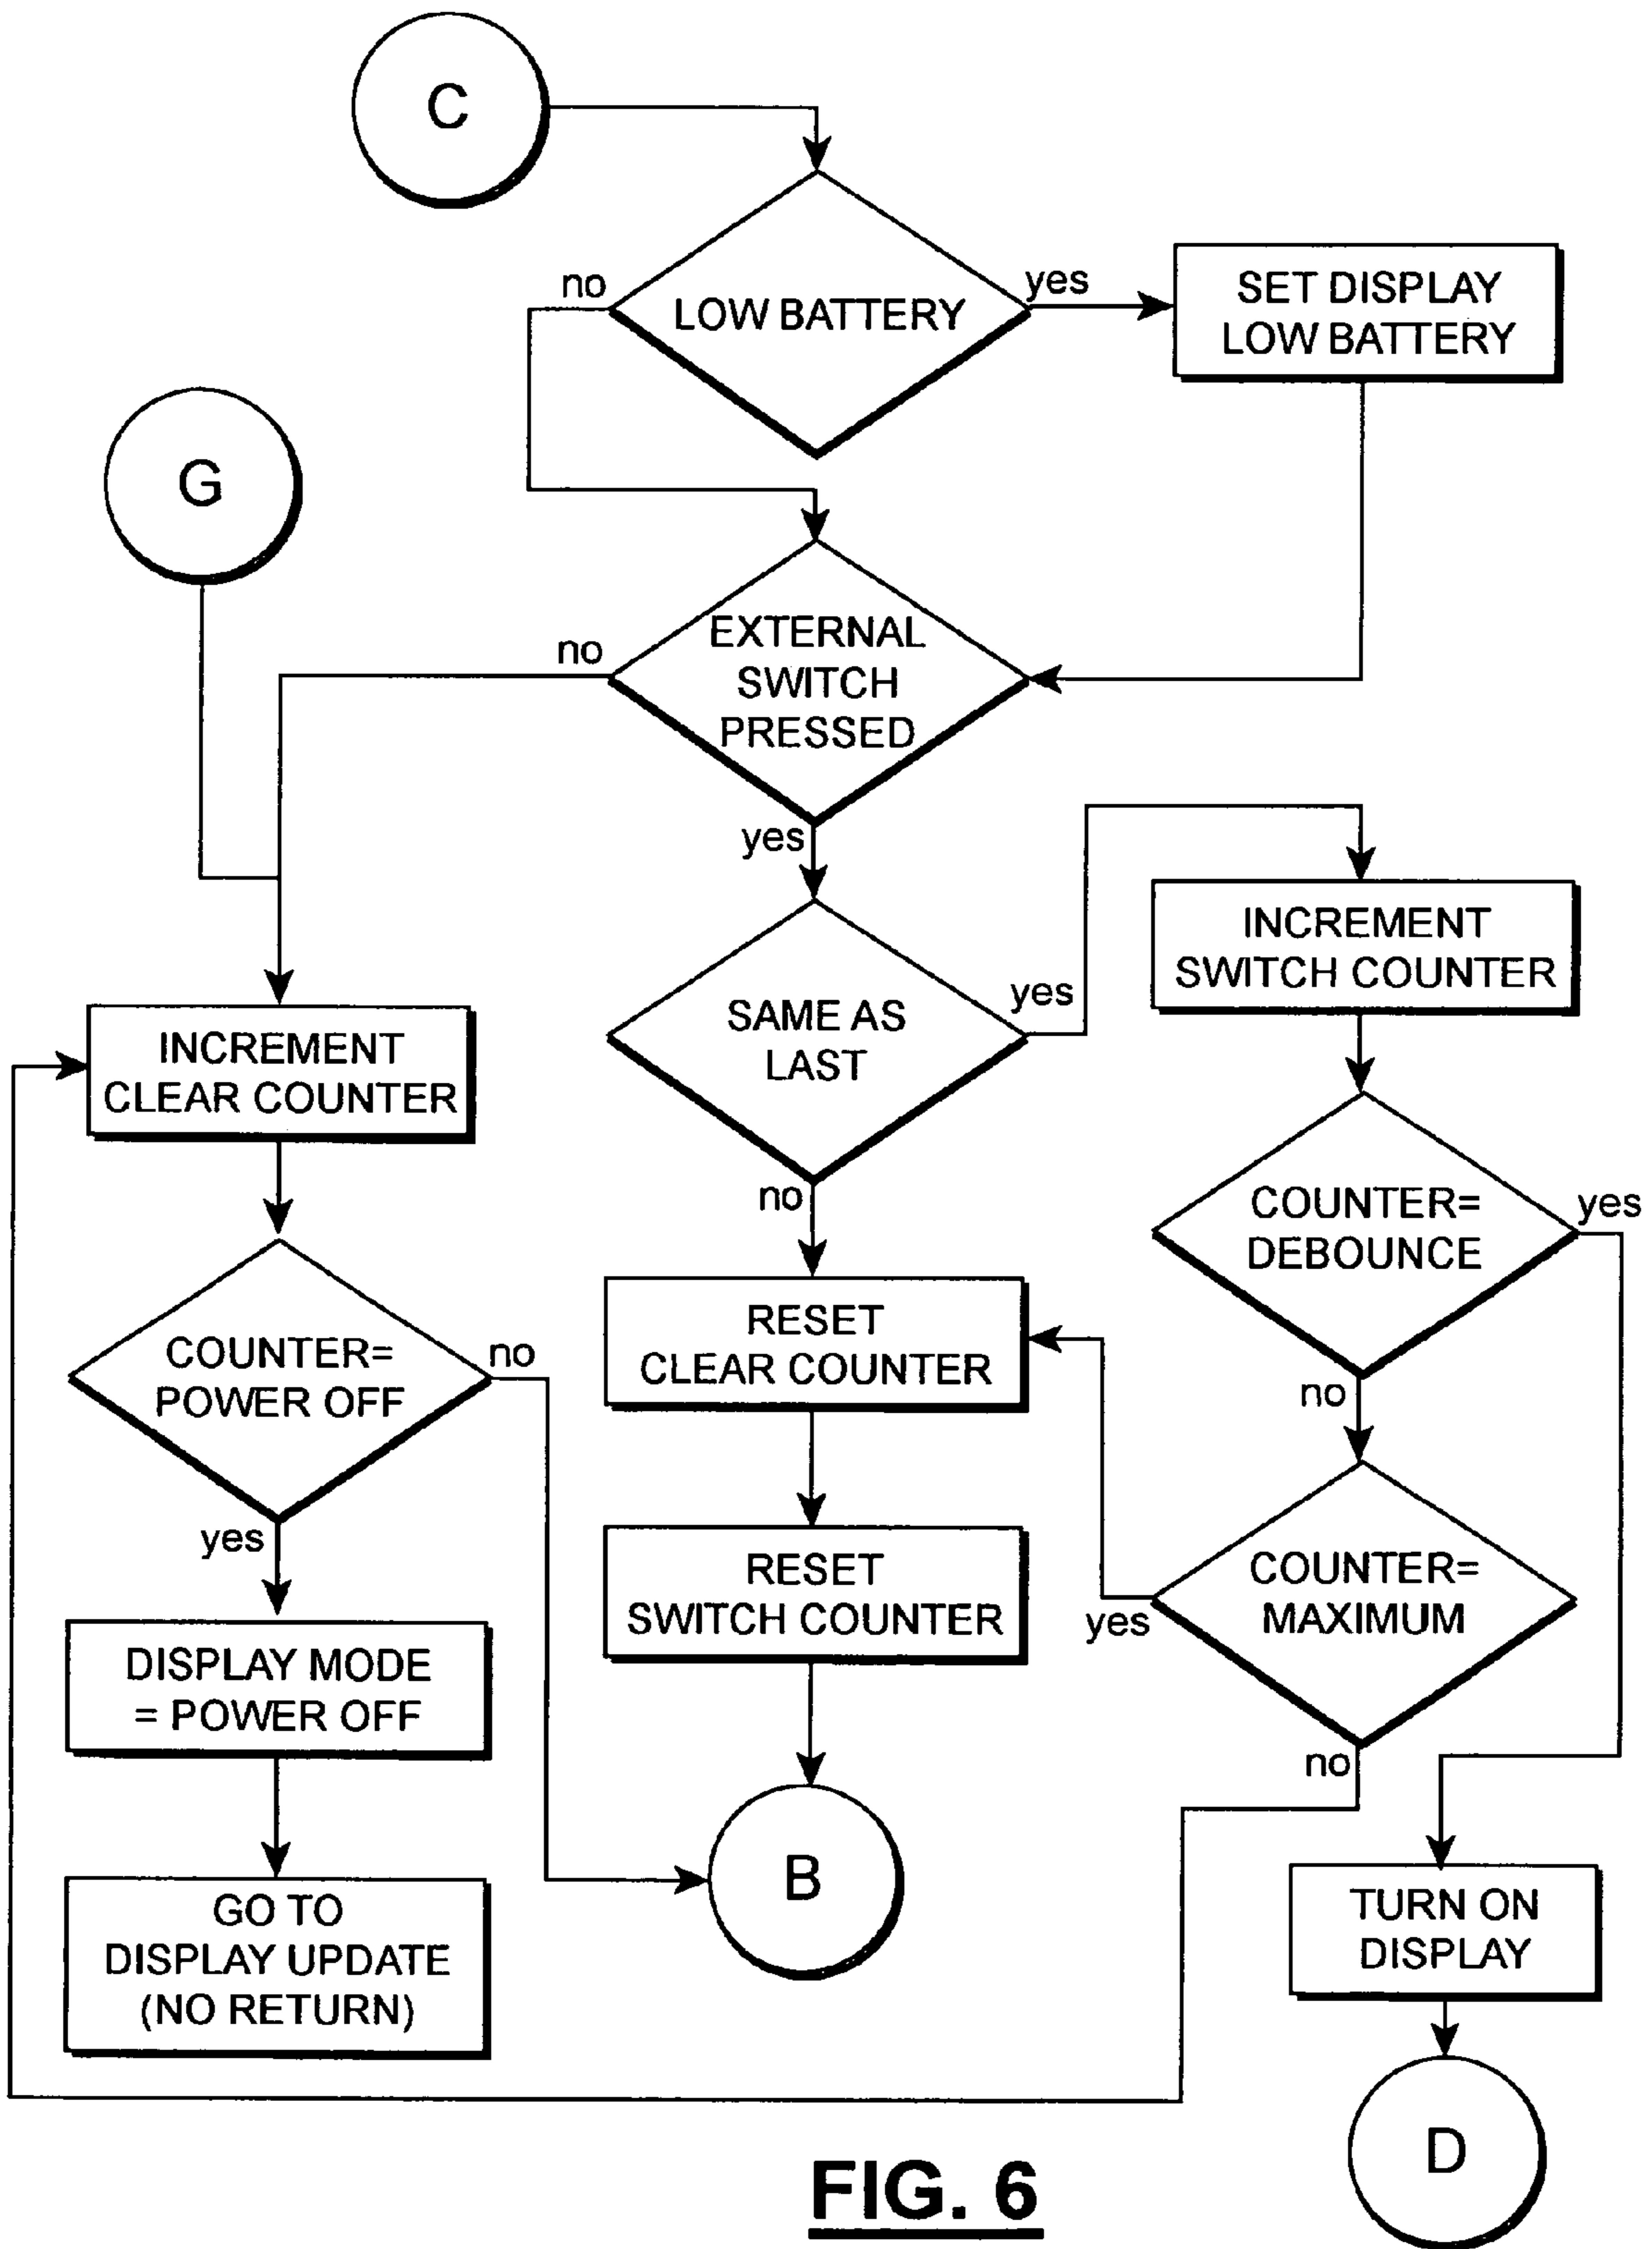 C
no
LOW BATTERY
yes
SET DISPLAY
LOW BATTERY
G
no
EXTERNAL
SWITCH
PRESSED
yes
INCREMENT
SWITCH COUNTER
SAME AS
LAST
yes
no
INCREMENT
CLEAR COUNTER
COUNTER=
DEBOUNCE
yes
no
RESET
CLEAR COUNTER
COUNTER=
POWER OFF
no
yes
RESET
SWITCH COUNTER
COUNTER=
MAXIMUM
yes
no
DISPLAY MODE
= POWER OFF
B
GO TO
DISPLAY UPDATE
(NO RETURN)
TURN ON
DISPLAY
D
FIG. 6